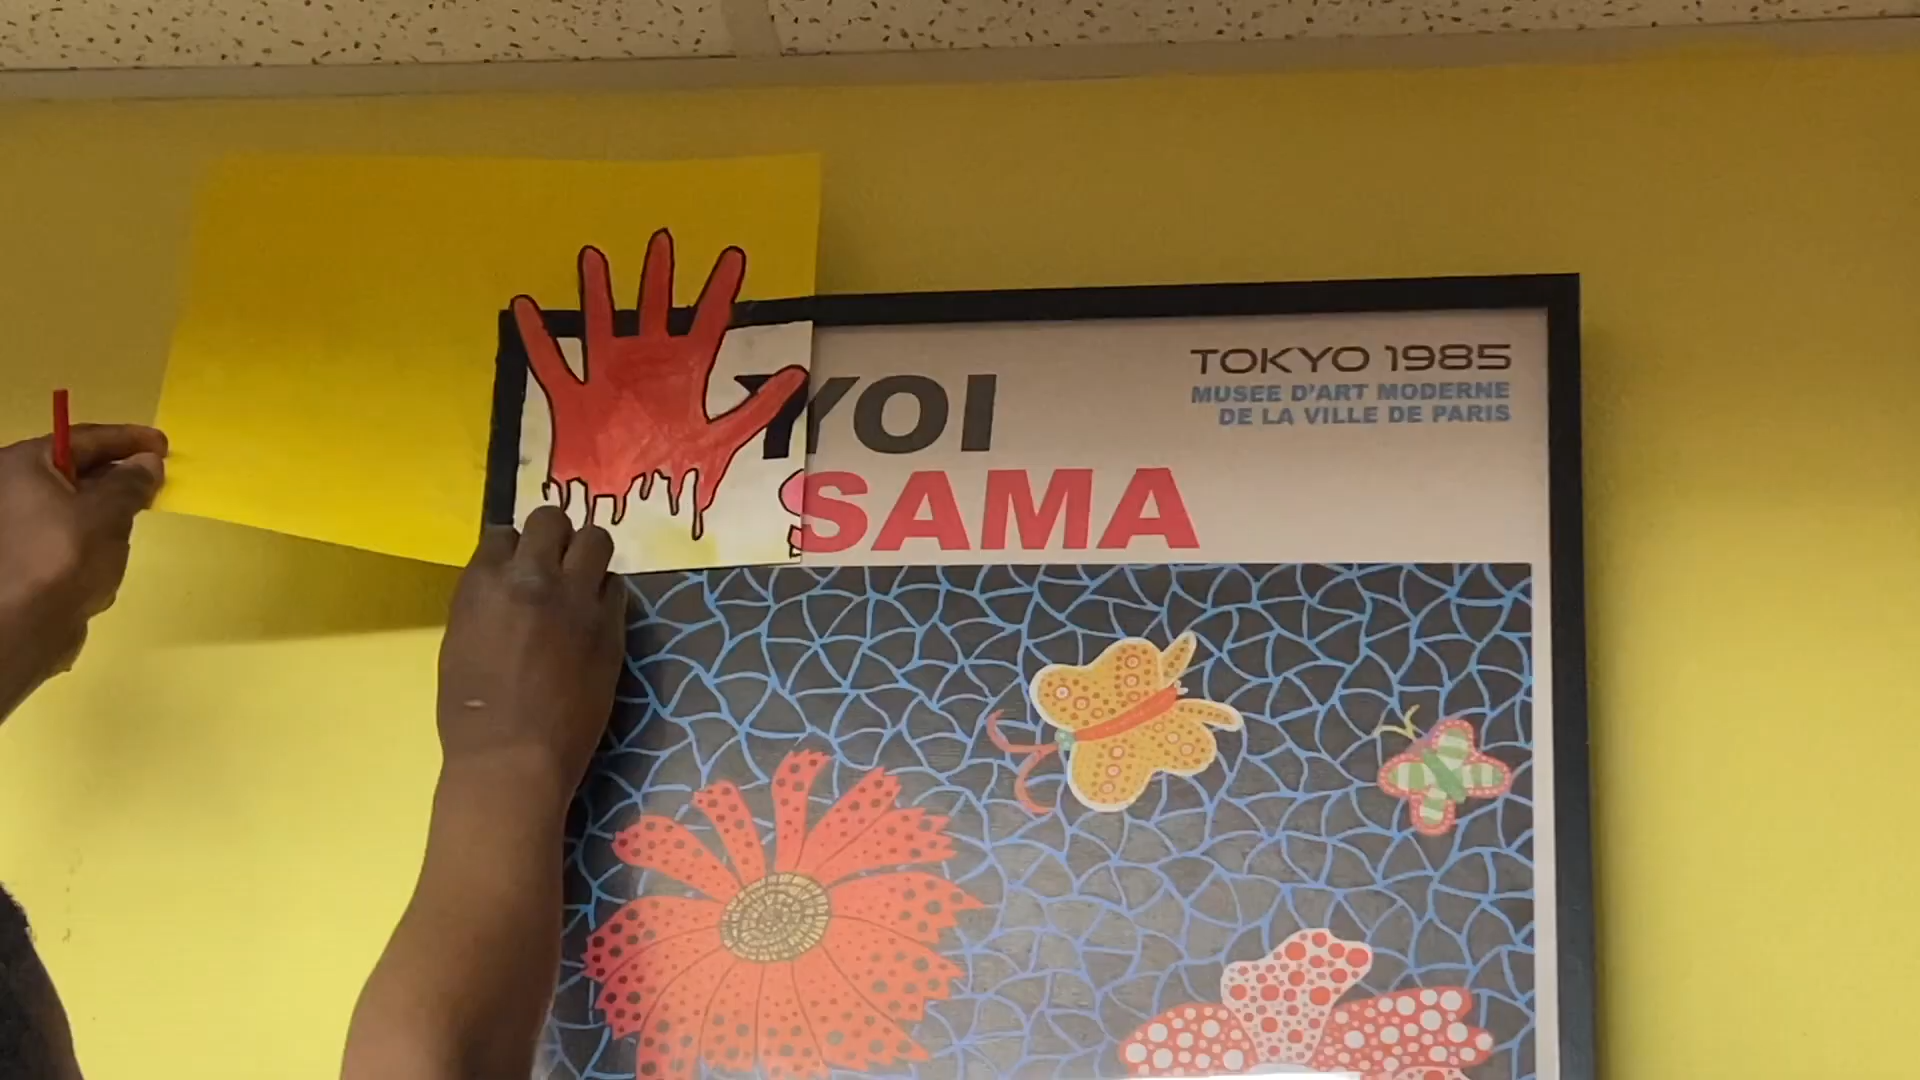 YOI
SAMA
TOKYO 1985
MUSEE D'ART MODERNE
DE LA VILLE DE PARIS